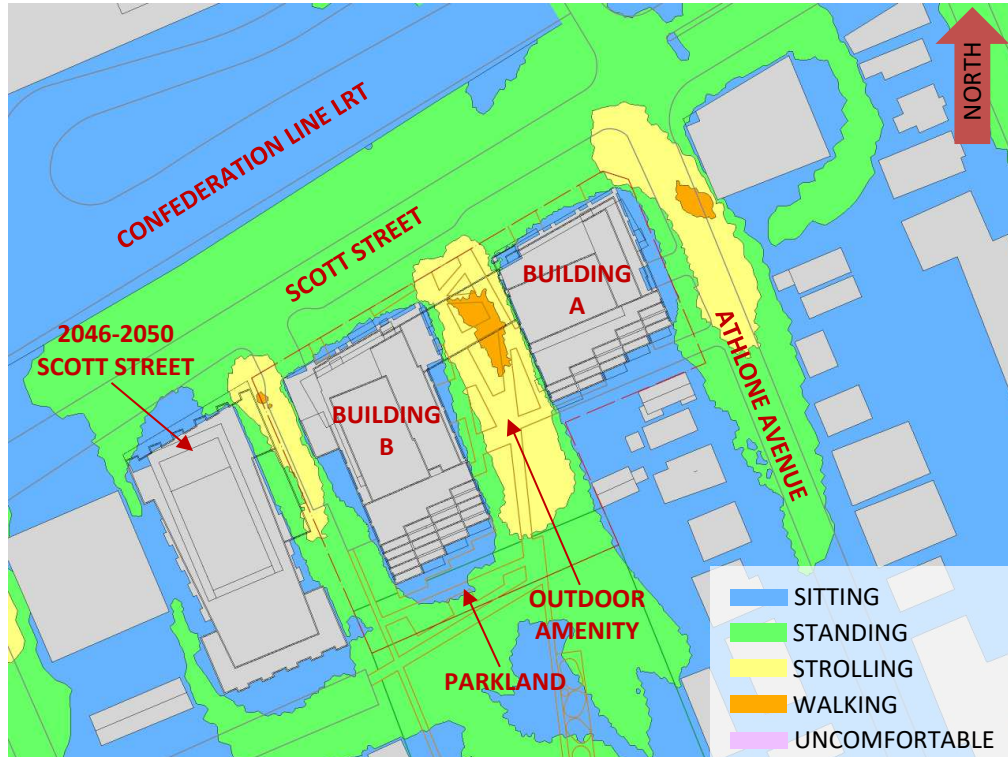 NORTH
CONFEDERATION LINE LRT
SCOTT STREET
BUILDING
A
2046-2050
SCOTT STREET
ATHLONE AVENUE
BUILDING
B
OUTDOOR
AMENITY
PARKLAND
SITTING
STANDING
STROLLING
WALKING
UNCOMFORTABLE